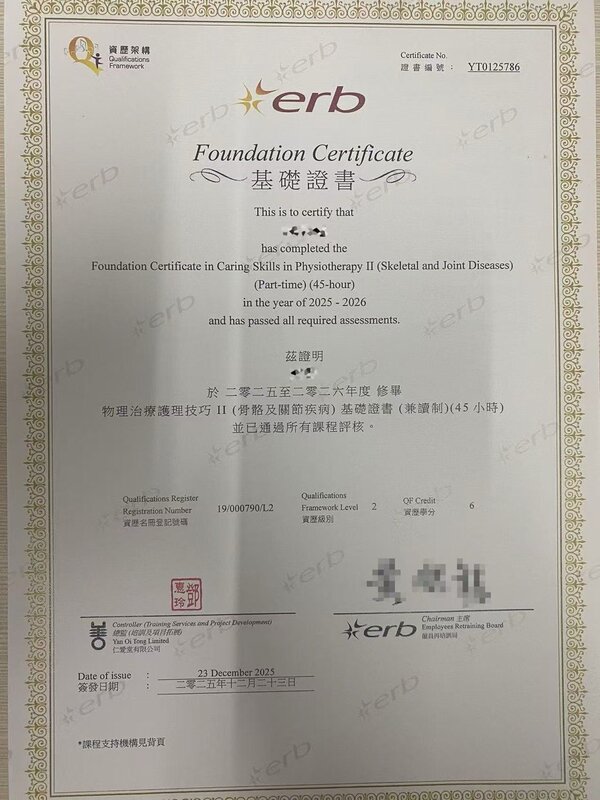 資歷架構
Qualifications
Framework
Certificate No.
證書編號： YT0125786
erb
Foundation Certificate
基礎證書
This is to certify that
has completed the
Foundation Certificate in Caring Skills in Physiotherapy II (Skeletal and Joint Diseases)
(Part-time) (45-hour)
in the year of 2025 - 2026
and has passed all required assessments.
茲證明
於 二零二五至二零二六年度 修畢
物理治療護理技巧 II (骨骼及關節疾病) 基礎證書 (兼讀制)(45 小時)
並已通過所有課程評核。
Qualifications Register
Registration Number 19/000790/L2
資歷名冊登記號碼
Qualifications
Framework Level 2
資歷級別
QF Credit 6
資歷學分
鄧惠玲
Controller (Training Services and Project Development)
總監 (培訓及項目拓展)
Yan Oi Tong Limited
仁愛堂有限公司
erb
Chairman 主席
Employees Retraining Board
僱員再培訓局
Date of issue : 23 December 2025
簽發日期 : 二零二五年十二月二十三日
*課程支持機構見背頁